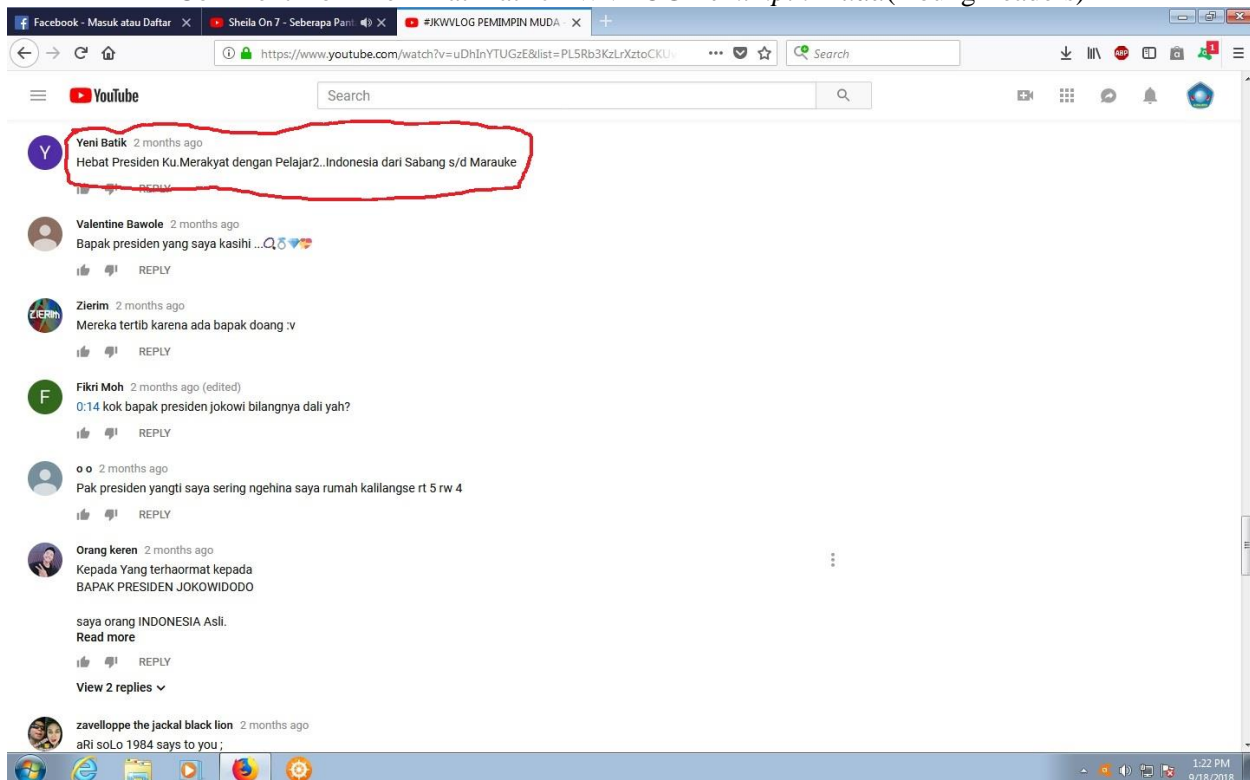 Facebook - Masuk atau Daftar
Sheila On 7 - Seberapa Pant
#JKWVLOG PEMIMPIN MUDA -
https://www.youtube.com/watch?v=uDhInYTUGzE&list=PL5Rb3KzLrXztoCKU
Search
ABP
1
YouTube
Search
Y
Yeni Batik 2 months ago
Hebat Presiden Ku.Merakyat dengan Pelajar2..Indonesia dari Sabang s/d Marauke
REPLY
Valentine Bawole 2 months ago
Bapak presiden yang saya kasihi ...📿💍💎💝
REPLY
ZIERIM
Zierim 2 months ago
Mereka tertib karena ada bapak doang :v
REPLY
F
Fikri Moh 2 months ago (edited)
0:14 kok bapak presiden jokowi bilangnya dali yah?
REPLY
o o 2 months ago
Pak presiden yangti saya sering ngehina saya rumah kalilangse rt 5 rw 4
REPLY
Orang keren 2 months ago
Kepada Yang terhaormat kepada
BAPAK PRESIDEN JOKOWIDODO
saya orang INDONESIA Asli.
Read more
REPLY
View 2 replies
zavelloppe the jackal black lion 2 months ago
aRi soLo 1984 says to you ;
1:22 PM
9/18/2018